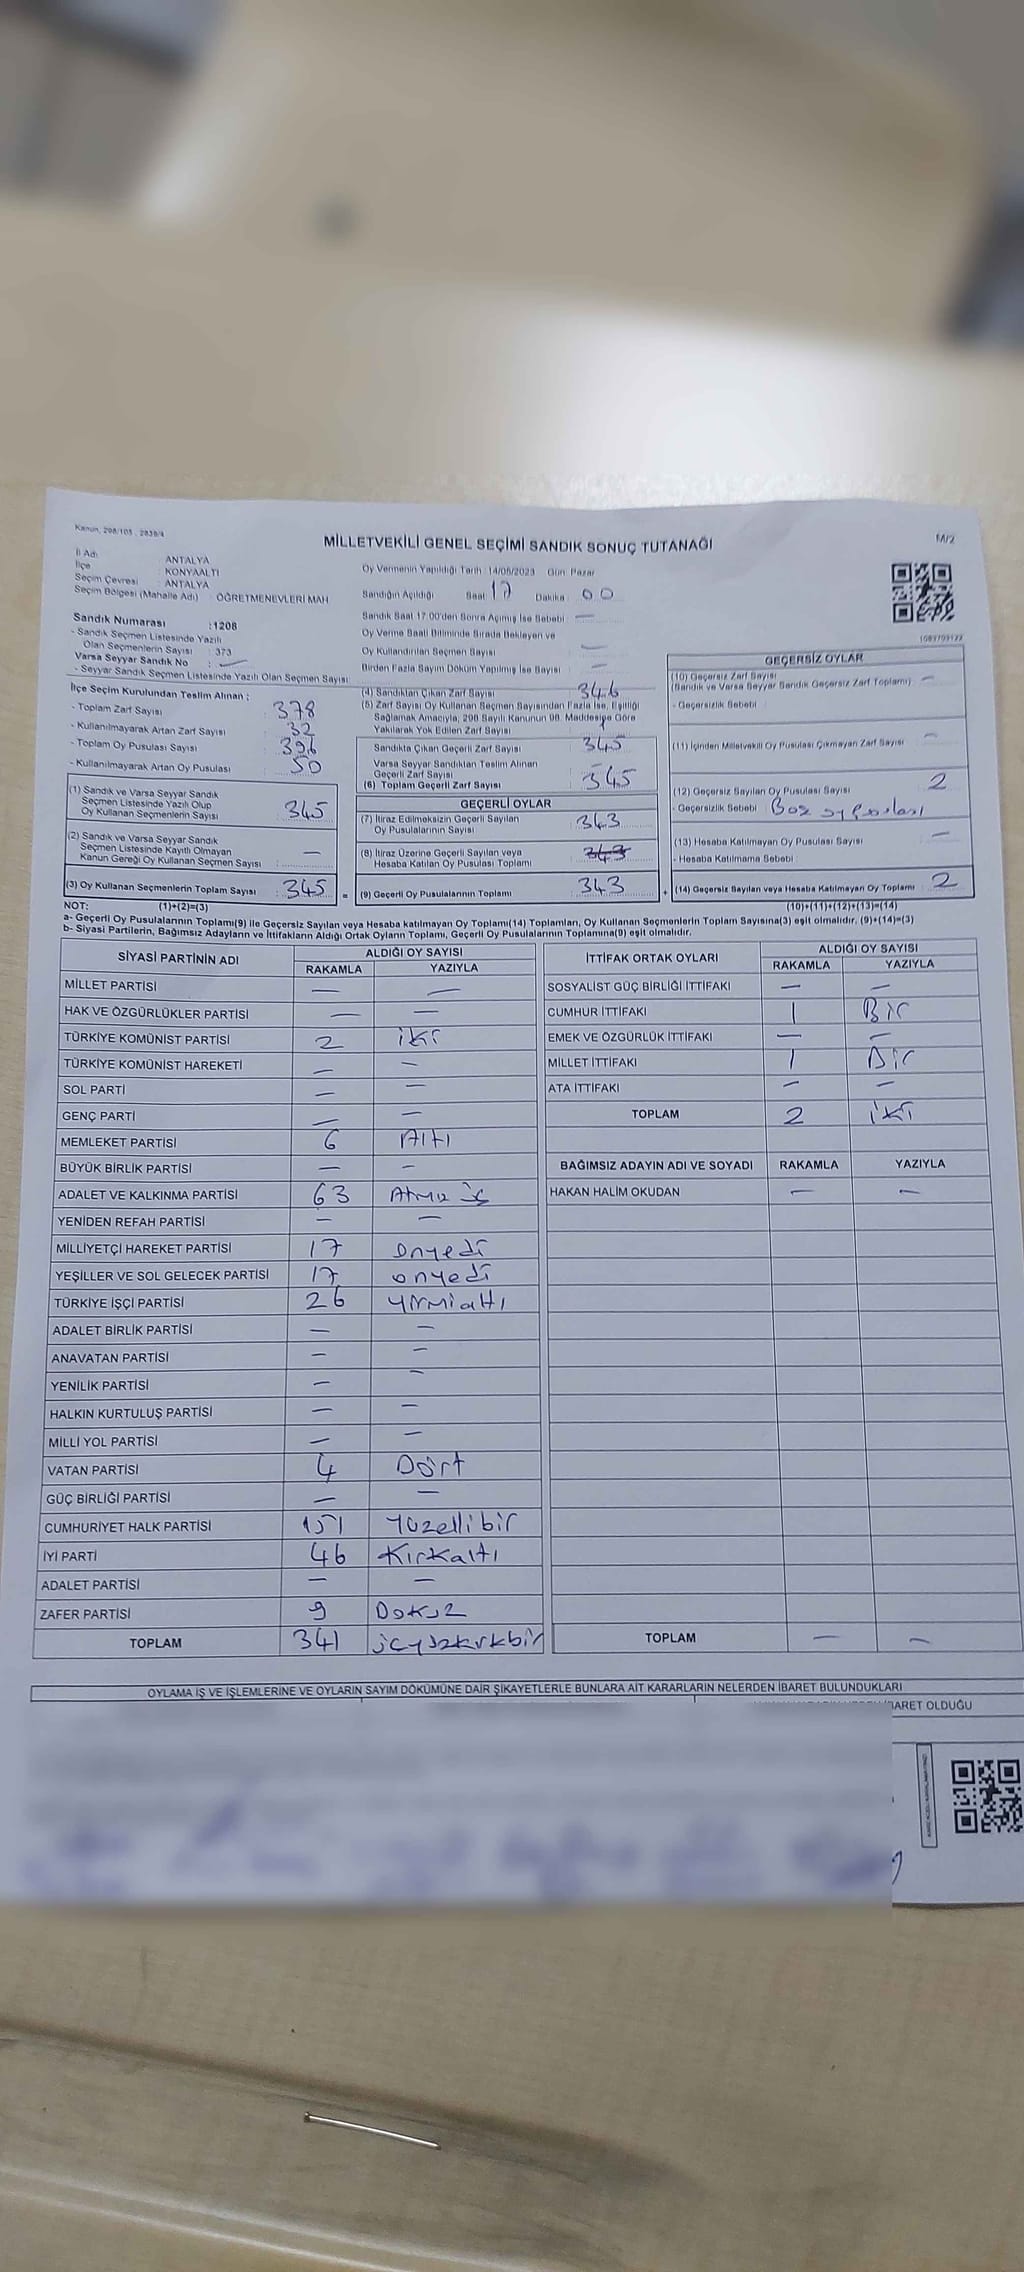 Kanun, 298/105 , 2839/4
MİLLETVEKİLİ GENEL SEÇİMİ SANDIK SONUÇ TUTANAĞI
M/2
İl Adı : ANTALYA
İlçe : KONYAALTI
Seçim Çevresi : ANTALYA
Seçim Bölgesi (Mahalle Adı) : ÖĞRETMENEVLERİ MAH
Sandık Numarası :1208
- Sandık Seçmen Listesinde Yazılı
Olan Seçmenlerin Sayısı : 373
Varsa Seyyar Sandık No : —
- Seyyar Sandık Seçmen Listesinde Yazılı Olan Seçmen Sayısı
Oy Vermenin Yapıldığı Tarih : 14/05/2023 Gün : Pazar
Sandığın Açıldığı Saat : 17 Dakika : 00
Sandık Saat 17.00'den Sonra Açımış İse Sebebi : —
Oy Verme Saati Bitiminde Sırada Bekleyen ve
Oy Kullandırılan Seçmen Sayısı : —
Birden Fazla Sayım Döküm Yapılmış İse Sayısı : —
İlçe Seçim Kurulundan Teslim Alınan ;
- Toplam Zarf Sayısı : 378
- Kullanılmayarak Artan Zarf Sayısı : 32
- Toplam Oy Pusulası Sayısı : 396
- Kullanılmayarak Artan Oy Pusulası : 50
(1) Sandık ve Varsa Seyyar Sandık
Seçmen Listesinde Yazılı Olup
Oy Kullanan Seçmenlerin Sayısı : 345
(2) Sandık ve Varsa Seyyar Sandık
Seçmen Listesinde Kayıtlı Olmayan
Kanun Gereği Oy Kullanan Seçmen Sayısı : —
(3) Oy Kullanan Seçmenlerin Toplam Sayısı : 345 =
(4) Sandıktan Çıkan Zarf Sayısı : 346
(5) Zarf Sayısı Oy Kullanan Seçmen Sayısından Fazla İse, Eşitliği
Sağlamak Amacıyla, 298 Sayılı Kanunun 98. Maddesine Göre
Yakılarak Yok Edilen Zarf Sayısı : 1
Sandıkta Çıkan Geçerli Zarf Sayısı : 345
Varsa Seyyar Sandıktan Teslim Alınan
Geçerli Zarf Sayısı : —
(6) Toplam Geçerli Zarf Sayısı : 345
GEÇERLİ OYLAR
(7) İtiraz Edilmeksizin Geçerli Sayılan
Oy Pusulalarının Sayısı : 343
(8) İtiraz Üzerine Geçerli Sayılan veya
Hesaba Katılan Oy Pusulası Toplamı : 343
(9) Geçerli Oy Pusulalarının Toplamı : 343 +
1083709122
GEÇERSİZ OYLAR
(10) Geçersiz Zarf Sayısı
(Sandık ve Varsa Seyyar Sandık Geçersiz Zarf Toplamı) : —
- Geçersizlik Sebebi :
(11) İçinden Milletvekili Oy Pusulası Çıkmayan Zarf Sayısı : —
(12) Geçersiz Sayılan Oy Pusulası Sayısı : 2
- Geçersizlik Sebebi : Boş
(13) Hesaba Katılmayan Oy Pusulası Sayısı : —
- Hesaba Katılmama Sebebi :
(14) Geçersiz Sayılan veya Hesaba Katılmayan Oy Toplamı : 2
NOT: (1)+(2)=(3) (10)+(11)+(12)+(13)=(14)
a- Geçerli Oy Pusulalarının Toplamı(9) ile Geçersiz Sayılan veya Hesaba katılmayan Oy Toplamı(14) Toplamları, Oy Kullanan Seçmenlerin Toplam Sayısına(3) eşit olmalıdır. (9)+(14)=(3)
b- Siyasi Partilerin, Bağımsız Adayların ve İttifakların Aldığı Ortak Oyların Toplamı, Geçerli Oy Pusulalarının Toplamına(9) eşit olmalıdır.
SİYASİ PARTİNİN ADI ALDIĞI OY SAYISI
RAKAMLA YAZIYLA
MİLLET PARTİSİ — —
HAK VE ÖZGÜRLÜKLER PARTİSİ — —
TÜRKİYE KOMÜNİST PARTİSİ 2 iki
TÜRKİYE KOMÜNİST HAREKETİ — —
SOL PARTİ — —
GENÇ PARTİ — —
MEMLEKET PARTİSİ 6 Altı
BÜYÜK BİRLİK PARTİSİ — —
ADALET VE KALKINMA PARTİSİ 63 Atmış üç
YENİDEN REFAH PARTİSİ — —
MİLLİYETÇİ HAREKET PARTİSİ 17 onyedi
YEŞİLLER VE SOL GELECEK PARTİSİ 17 onyedi
TÜRKİYE İŞÇİ PARTİSİ 26 yirmialtı
ADALET BİRLİK PARTİSİ — —
ANAVATAN PARTİSİ — —
YENİLİK PARTİSİ — —
HALKIN KURTULUŞ PARTİSİ — —
MİLLİ YOL PARTİSİ — —
VATAN PARTİSİ 4 Dört
GÜÇ BİRLİĞİ PARTİSİ — —
CUMHURİYET HALK PARTİSİ 151 Yüzellibir
İYİ PARTİ 46 Kırkaltı
ADALET PARTİSİ — —
ZAFER PARTİSİ 9 Dokuz
TOPLAM 341 üçyüzkırkbir
İTTİFAK ORTAK OYLARI ALDIĞI OY SAYISI
RAKAMLA YAZIYLA
SOSYALİST GÜÇ BİRLİĞİ İTTİFAKI — —
CUMHUR İTTİFAKI 1 Bir
EMEK VE ÖZGÜRLÜK İTTİFAKI — —
MİLLET İTTİFAKI 1 Bir
ATA İTTİFAKI — —
TOPLAM 2 iki
BAĞIMSIZ ADAYIN ADI VE SOYADI RAKAMLA YAZIYLA
HAKAN HALİM OKUDAN — —
TOPLAM — —
OYLAMA İŞ VE İŞLEMLERİNE VE OYLARIN SAYIM DÖKÜMÜNE DAİR ŞİKAYETLERLE BUNLARA AİT KARARLARIN NELERDEN İBARET BULUNDUKLARI
OLDUĞU